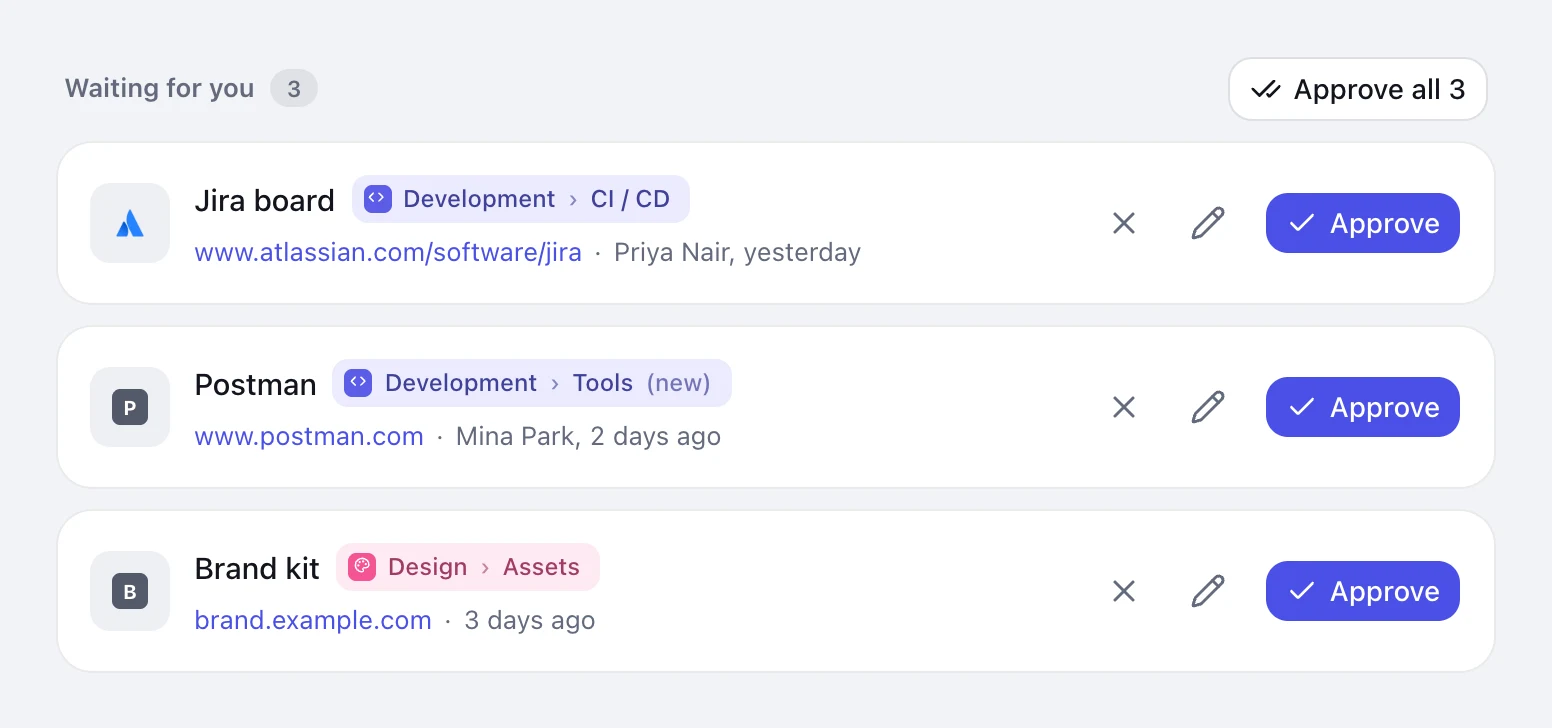 Waiting for you 3
Approve all 3
Jira board Development › CI / CD
www.atlassian.com/software/jira · Priya Nair, yesterday
Approve
P
Postman Development › Tools (new)
www.postman.com · Mina Park, 2 days ago
Approve
B
Brand kit Design › Assets
brand.example.com · 3 days ago
Approve